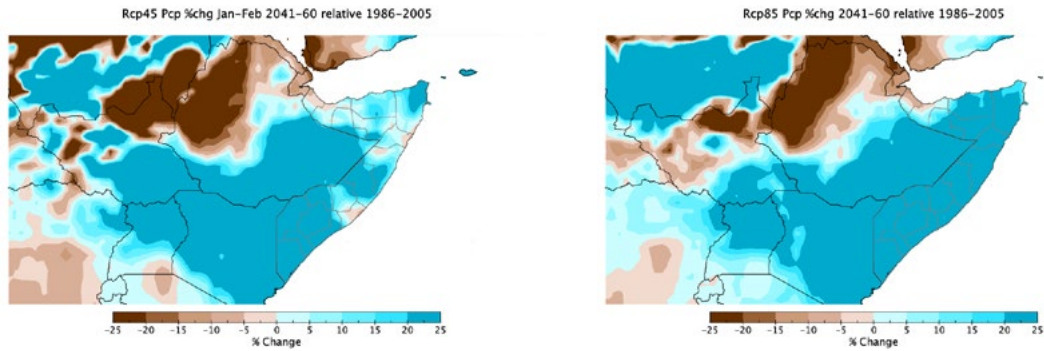 Rcp45 Pcp %chg Jan-Feb 2041-60 relative 1986-2005
-25 -20 -15 -10 -5 0 5 10 15 20 25
% Change
Rcp85 Pcp %chg 2041-60 relative 1986-2005
-25 -20 -15 -10 -5 0 5 10 15 20 25
% Change